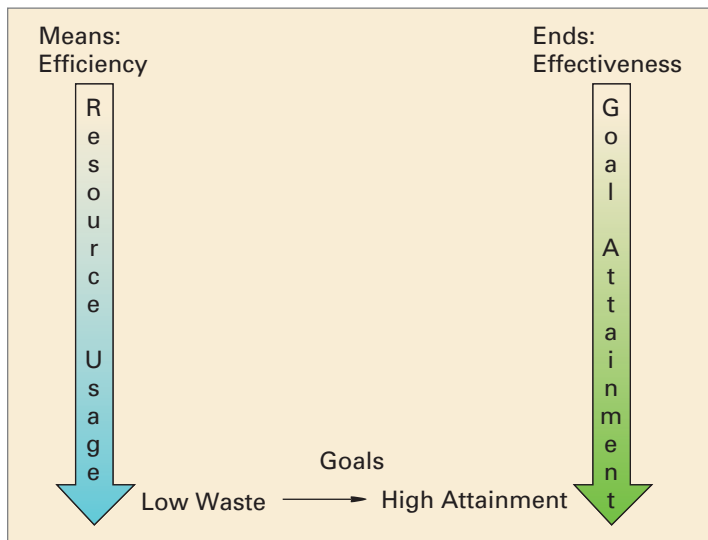 Means:
Efficiency
Resource Usage
Ends:
Effectiveness
Goal Attainment
Goals
Low Waste
High Attainment